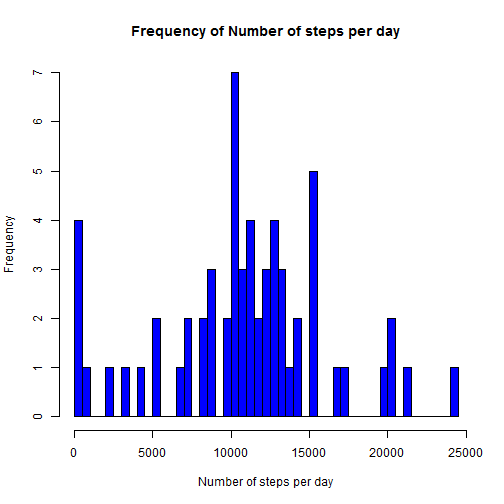 Frequency of Number of steps per day
Frequency
7
6
5
4
3
2
1
0
0 5000 10000 15000 20000 25000
Number of steps per day